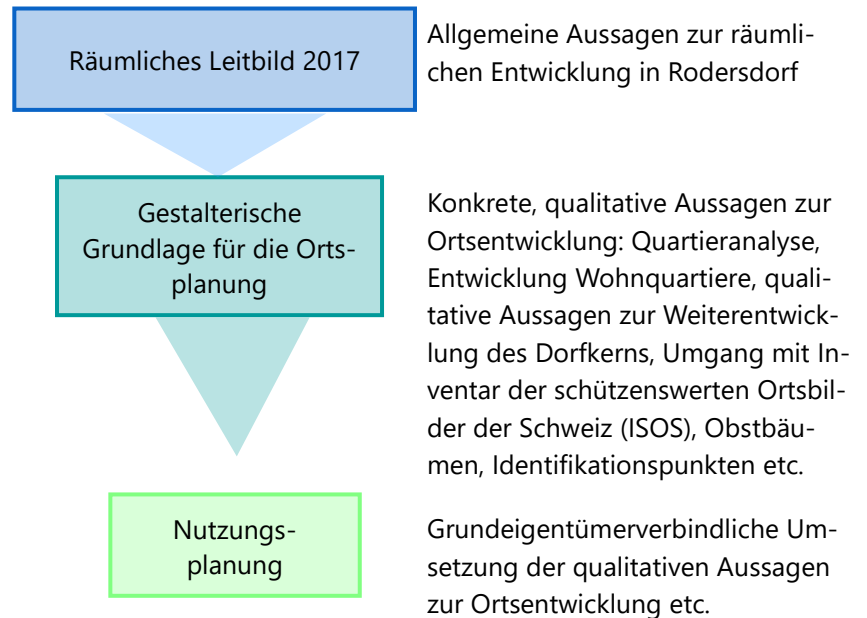 Räumliches Leitbild 2017
Allgemeine Aussagen zur räumli-
chen Entwicklung in Rodersdorf
Gestalterische
Grundlage für die Orts-
planung
Konkrete, qualitative Aussagen zur
Ortsentwicklung: Quartieranalyse,
Entwicklung Wohnquartiere, quali-
tative Aussagen zur Weiterentwick-
lung des Dorfkerns, Umgang mit In-
ventar der schützenswerten Ortsbil-
der der Schweiz (ISOS), Obstbäu-
men, Identifikationspunkten etc.
Nutzungs-
planung
Grundeigentümerverbindliche Um-
setzung der qualitativen Aussagen
zur Ortsentwicklung etc.